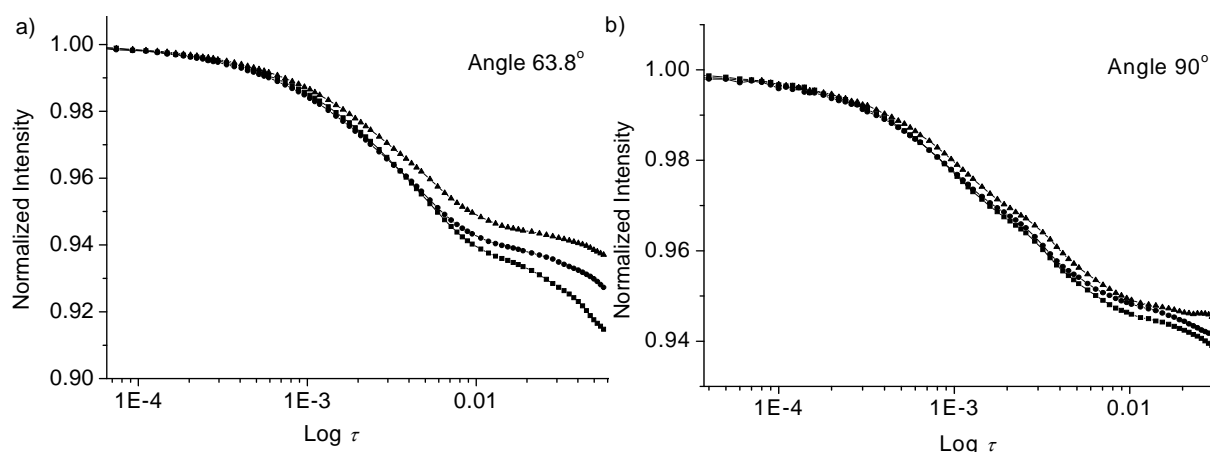 a)
Angle 63.8°
1.00
0.98
0.96
0.94
0.92
0.90
Normalized Intensity
1E-4
1E-3
0.01
Log τ
b)
Angle 90°
1.00
0.98
0.96
0.94
Normalized Intensity
1E-4
1E-3
0.01
Log τ